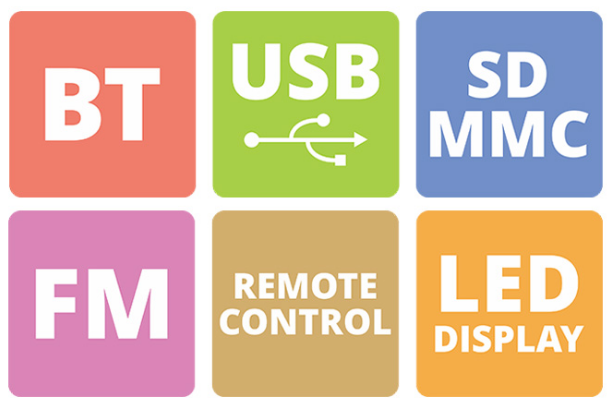 BT
USB
SD
MMC
FM
REMOTE
CONTROL
LED
DISPLAY